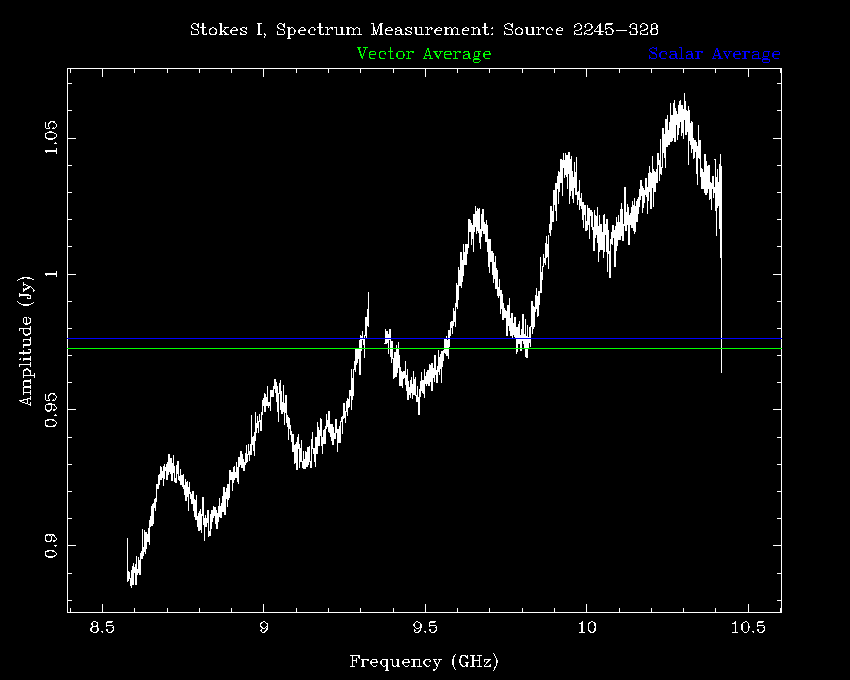 Stokes I, Spectrum Measurement: Source 2245−328
Vector Average Scalar Average
1.05
1
0.95
0.9
Amplitude (Jy)
8.5 9 9.5 10 10.5
Frequency (GHz)